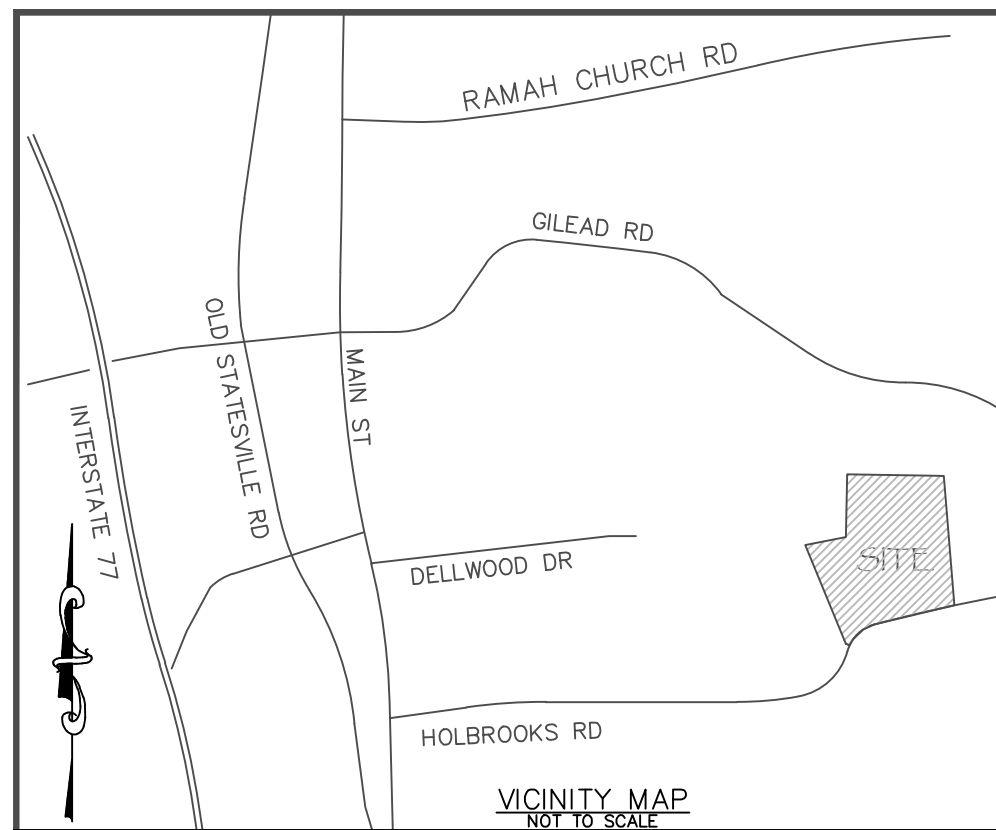 RAMAH CHURCH RD
GILEAD RD
OLD STATESVILLE RD
MAIN ST
INTERSTATE 77
SITE
DELLWOOD DR
HOLBROOKS RD
VICINITY MAP
NOT TO SCALE